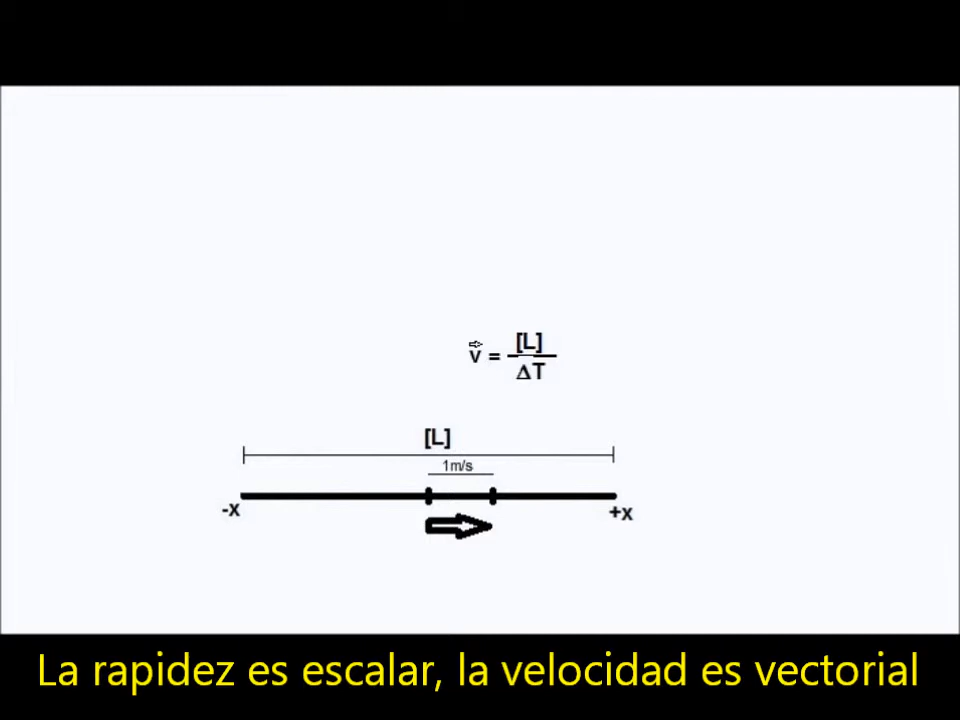 v = [L]
ΔT
[L]
1m/s
-x
+x
La rapidez es escalar, la velocidad es vectorial